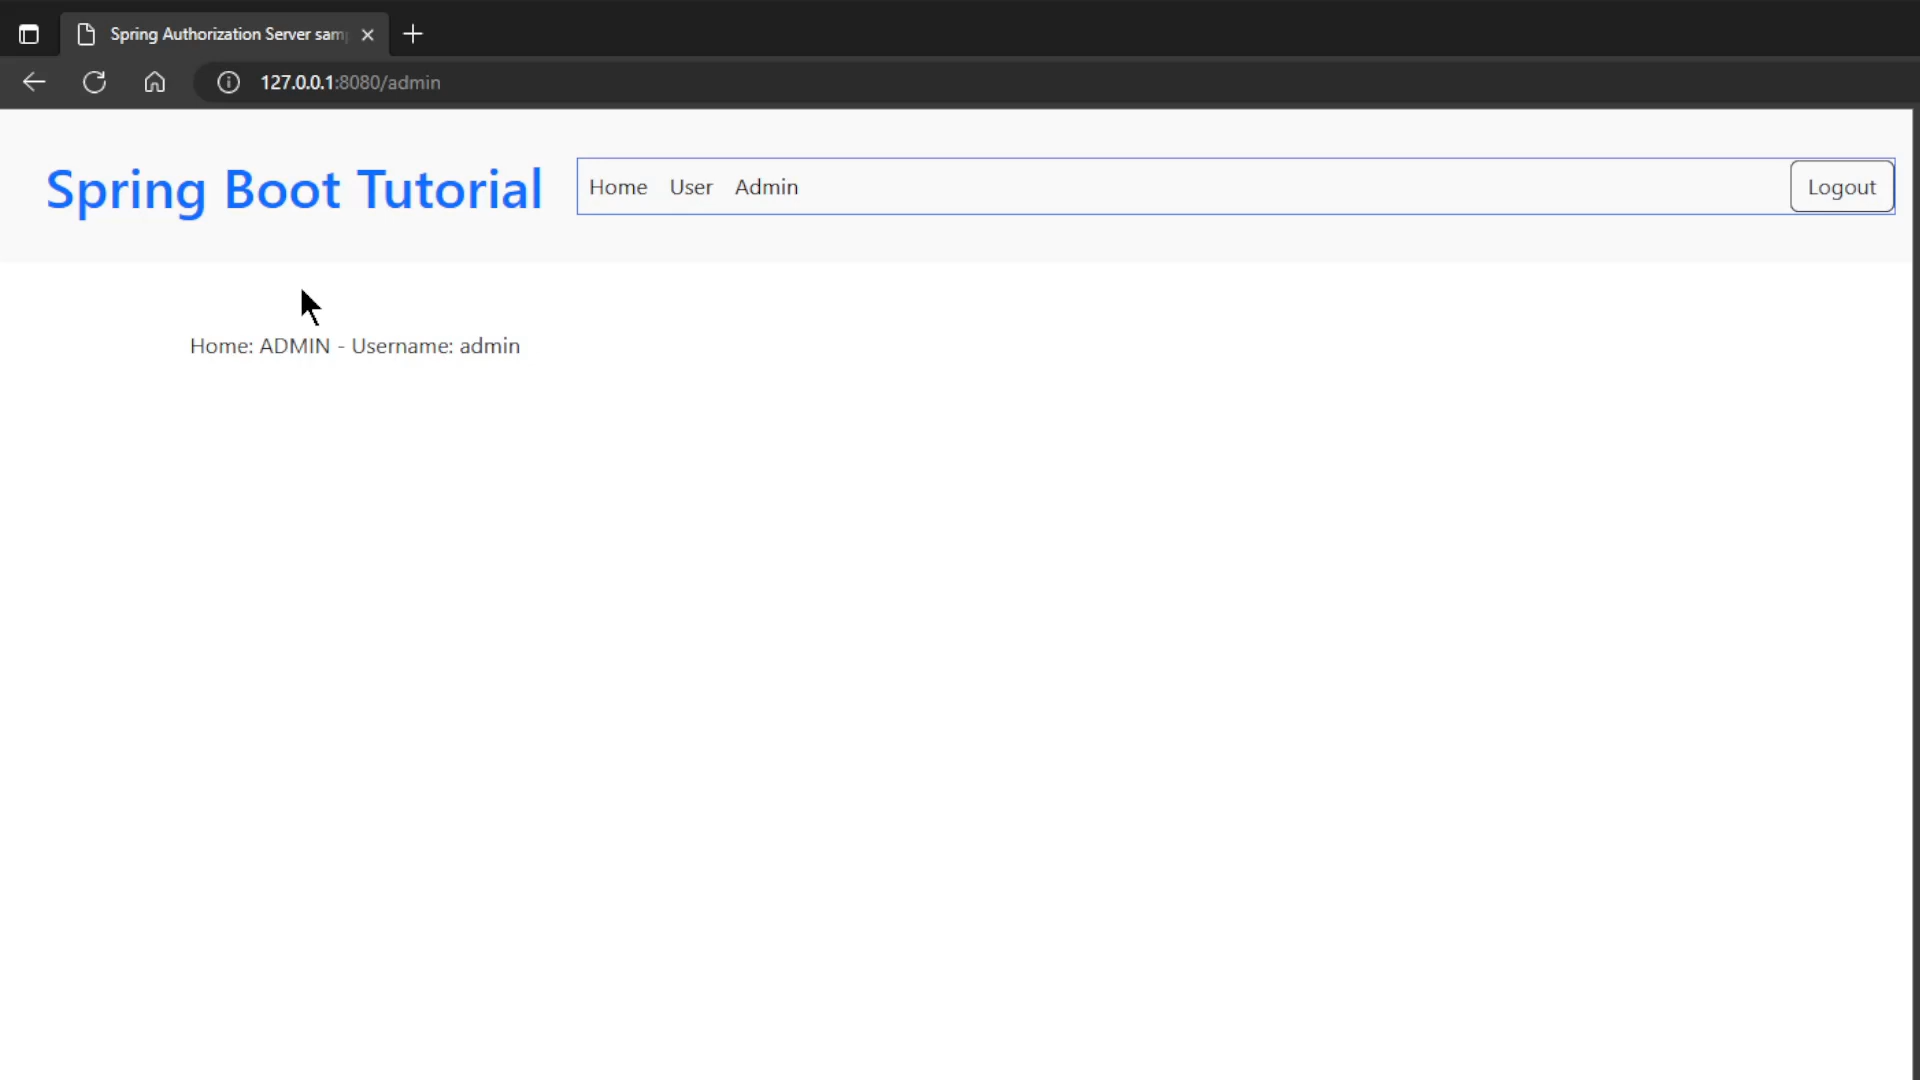 Spring Authorization Server sam
127.0.0.1:8080/admin
Spring Boot Tutorial
Home User Admin
Logout
Home: ADMIN - Username: admin